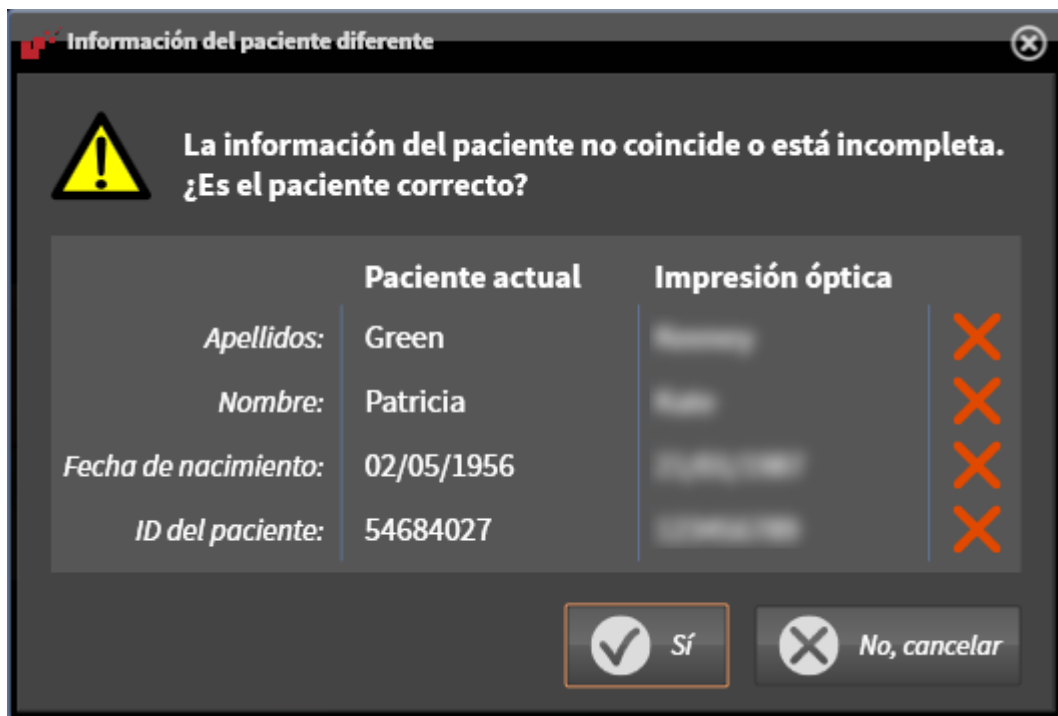 Información del paciente diferente
La información del paciente no coincide o está incompleta.
¿Es el paciente correcto?
Paciente actual Impresión óptica
Apellidos: Green
Nombre: Patricia
Fecha de nacimiento: 02/05/1956
ID del paciente: 54684027
Sí No, cancelar